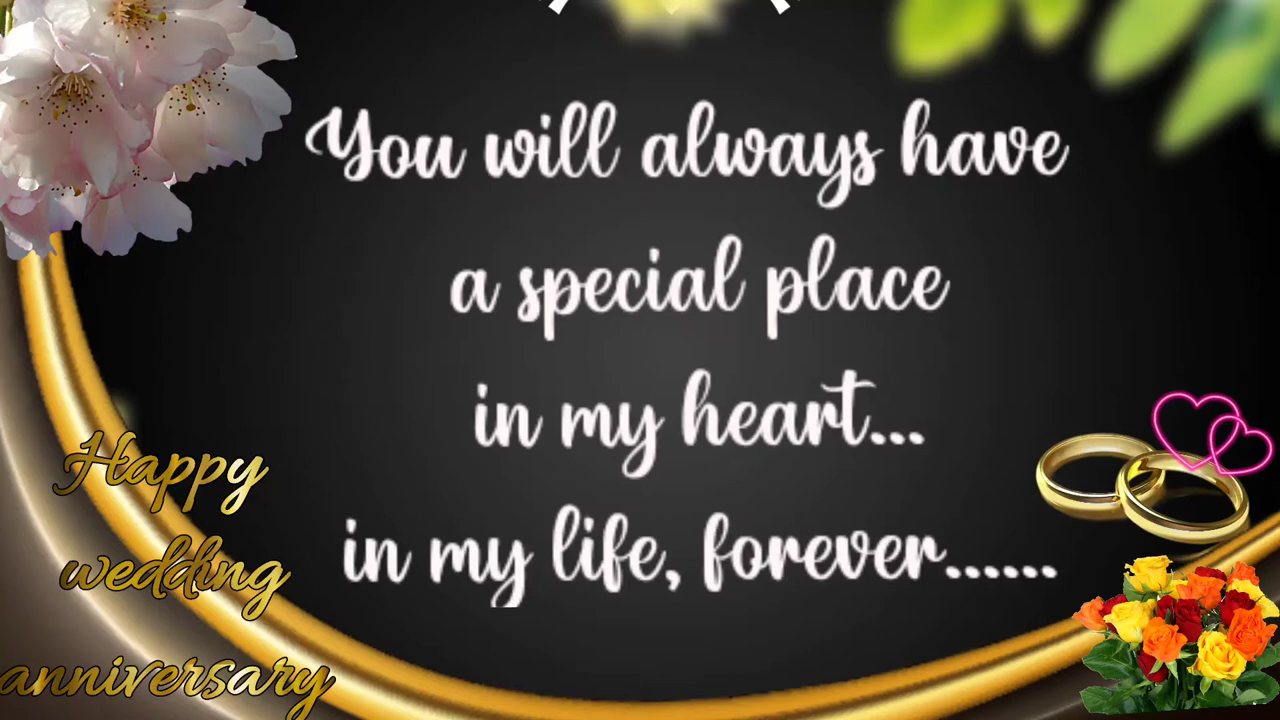 You will always have
a special place
in my heart...
in my life, forever......
Happy
wedding
anniversary